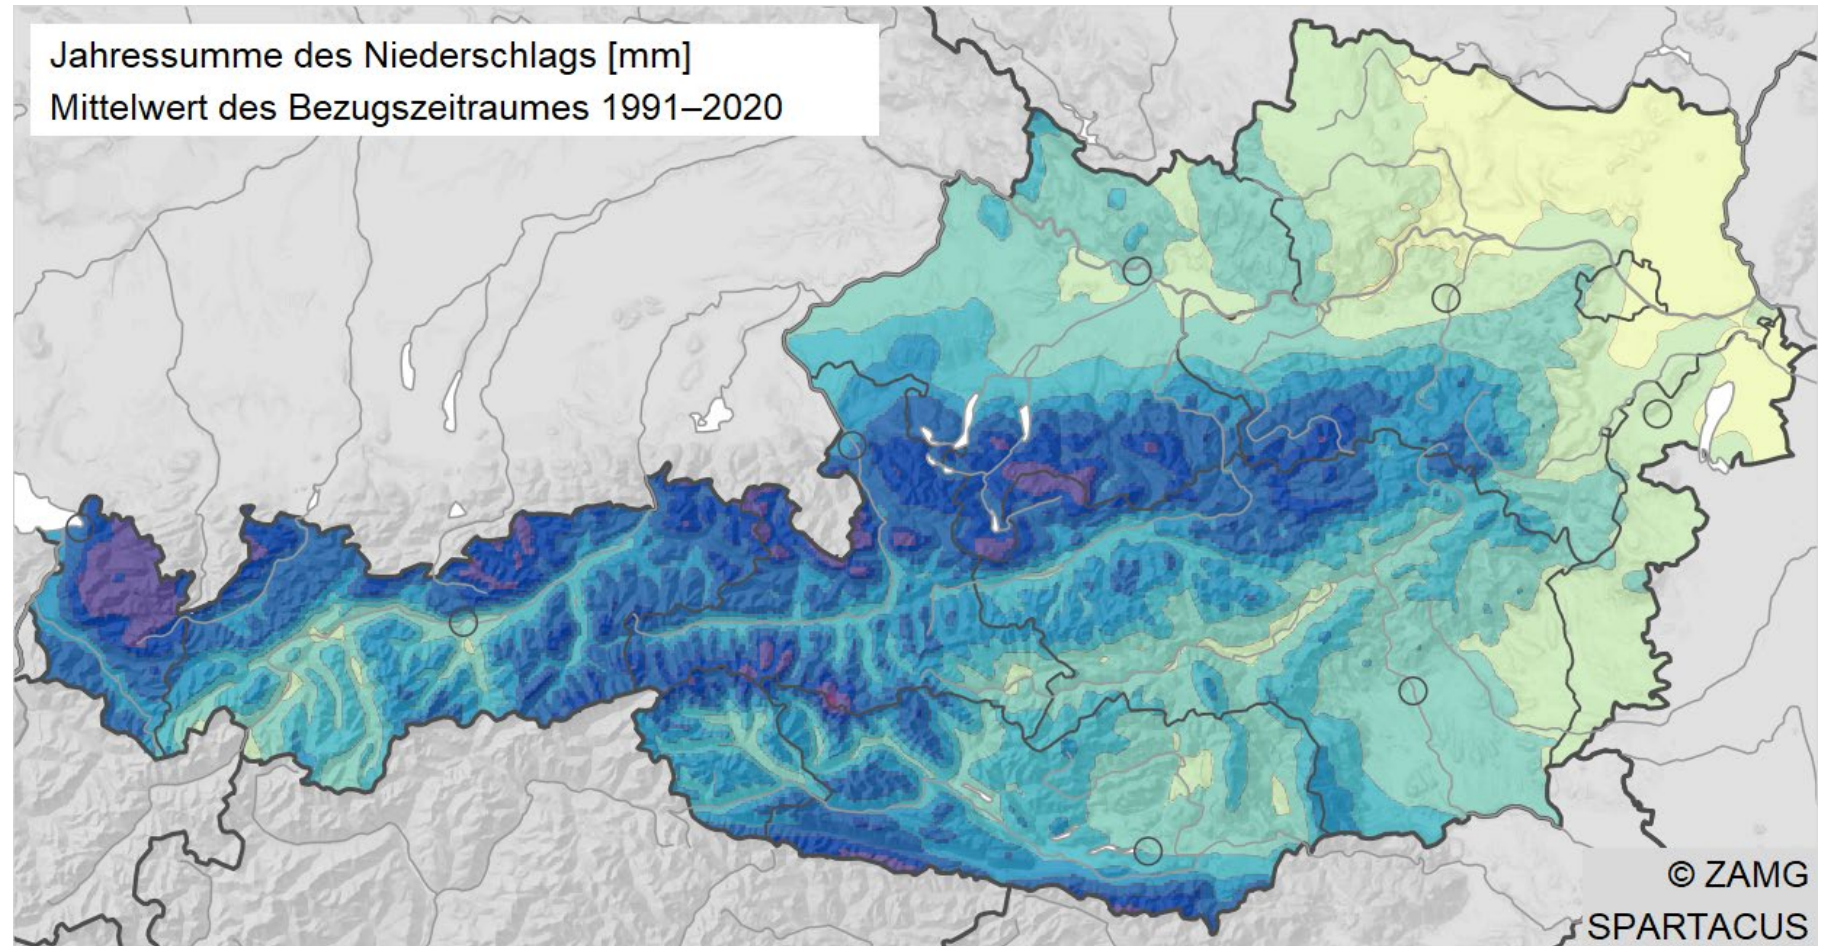 Jahressumme des Niederschlags [mm]
Mittelwert des Bezugszeitraumes 1991–2020
© ZAMG
SPARTACUS